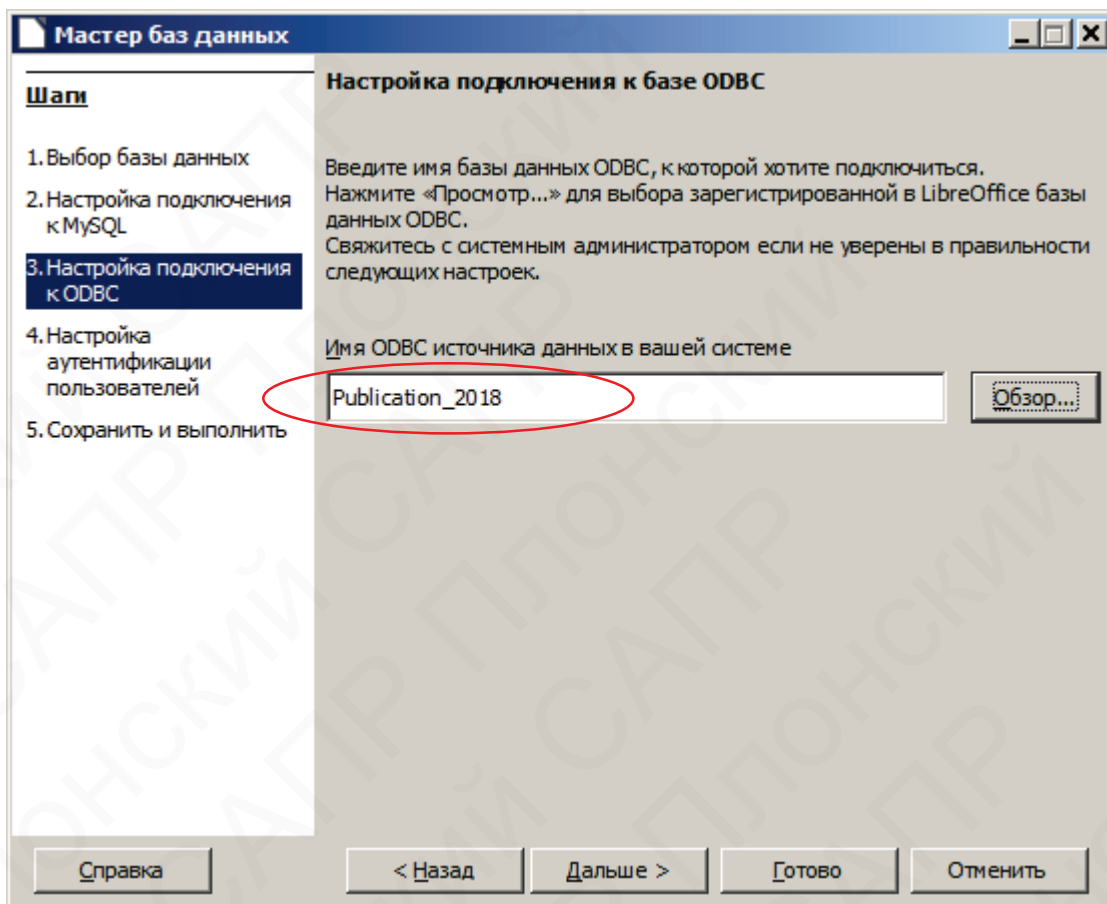 Мастер баз данных
Шаги
1. Выбор базы данных
2. Настройка подключения
к MySQL
3. Настройка подключения
к ODBC
4. Настройка
аутентификации
пользователей
5. Сохранить и выполнить
Настройка подключения к базе ODBC
Введите имя базы данных ODBC, к которой хотите подключиться.
Нажмите «Просмотр...» для выбора зарегистрированной в LibreOffice базы
данных ODBC.
Свяжитесь с системным администратором если не уверены в правильности
следующих настроек.
Имя ODBC источника данных в вашей системе
Publication_2018
Обзор...
Справка
< Назад
Дальше >
Готово
Отменить
САПР Плонский